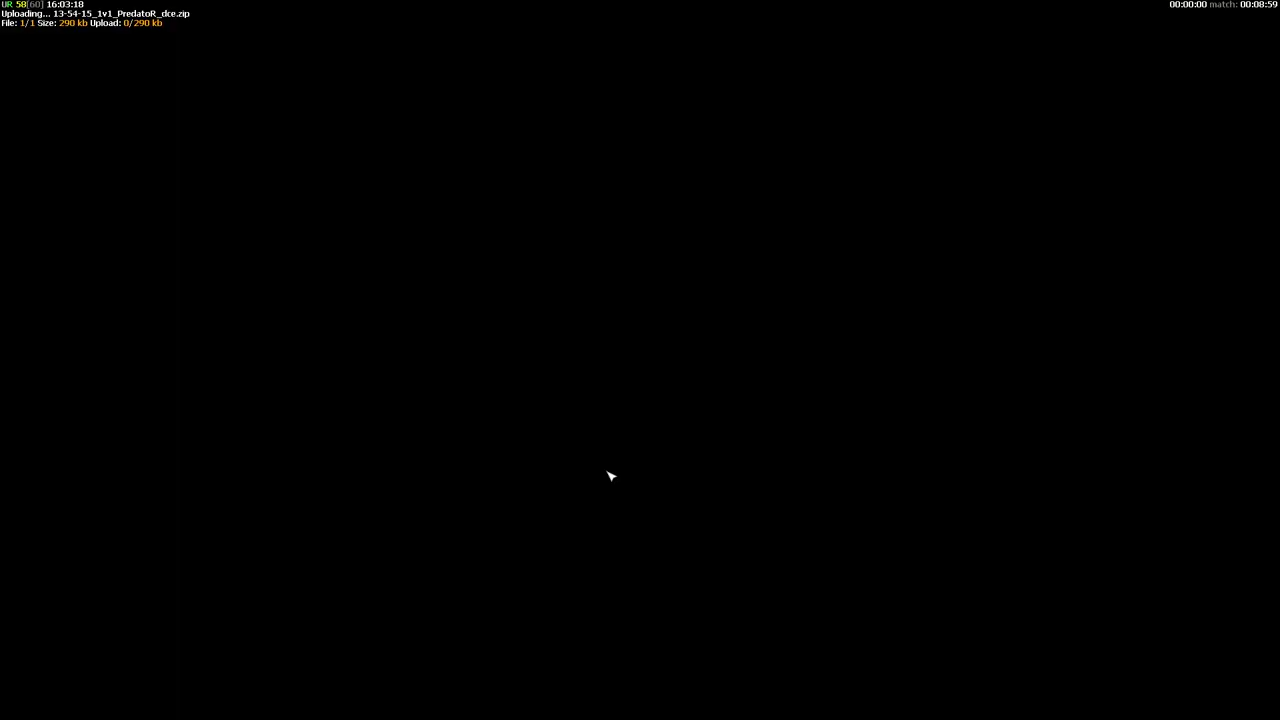 UR 58[60] 16:03:18
00:00:00 match: 00:08:59
Uploading... 13-54-15_1v1_PredatoR_dce.zip
File: 1/1 Size: 290 kb Upload: 0/290 kb